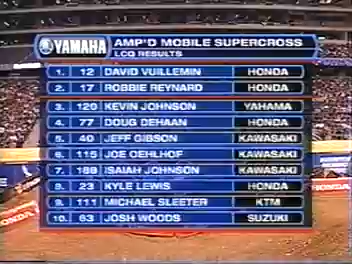 YAMAHA AMP'D MOBILE SUPERCROSS
LCQ RESULTS
1. 12 DAVID VUILLEMIN HONDA
2. 17 ROBBIE REYNARD HONDA
3. 120 KEVIN JOHNSON YAHAMA
4. 77 DOUG DEHAAN HONDA
5. 40 JEFF GIBSON KAWASAKI
6. 115 JOE OEHLHOF KAWASAKI
7. ISAIAH JOHNSON KAWASAKI
8. 23 KYLE LEWIS HONDA
9. 111 MICHAEL SLEETER KTM
10. 63 JOSH WOODS SUZUKI
HONDA
HONDA